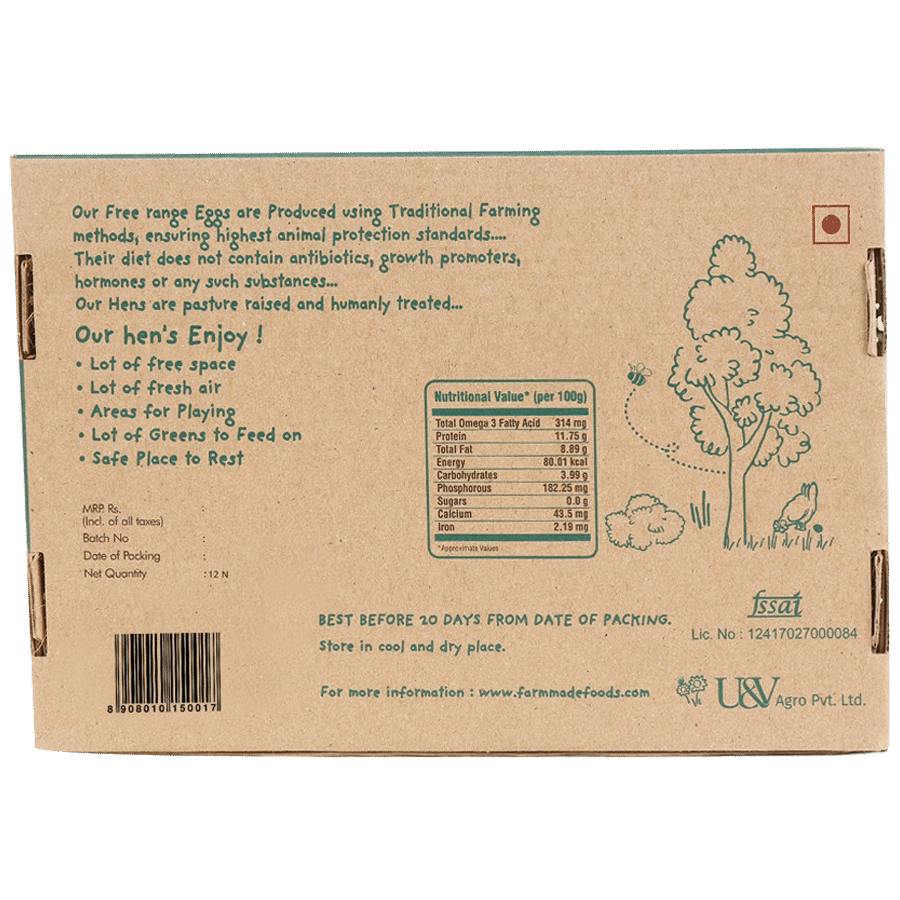 Our Free range Eggs are Produced using Traditional Farming
methods, ensuring highest animal protection standards....
Their diet does not contain antibiotics, growth promoters,
hormones or any such substances...
Our Hens are pasture raised and humanly treated...
Our hen's Enjoy !
• Lot of free space
• Lot of fresh air
• Areas for Playing
• Lot of Greens to Feed on
• Safe Place to Rest
MRP. Rs. :
(Incl. of all taxes)
Batch No :
Date of Packing :
Net Quantity : 12 N
Nutritional Value* (per 100g)
Total Omega 3 Fatty Acid 314 mg
Protein 11.75 g
Total Fat 8.89 g
Energy 80.01 kcal
Carbohydrates 3.99 g
Phosphorous 182.25 mg
Sugars 0.0 g
Calcium 43.5 mg
Iron 2.19 mg
*Approximate Values
BEST BEFORE 20 DAYS FROM DATE OF PACKING.
Store in cool and dry place.
For more information : www.farmmadefoods.com
8 908010 150017
fssai
Lic. No : 12417027000084
U&V Agro Pvt. Ltd.